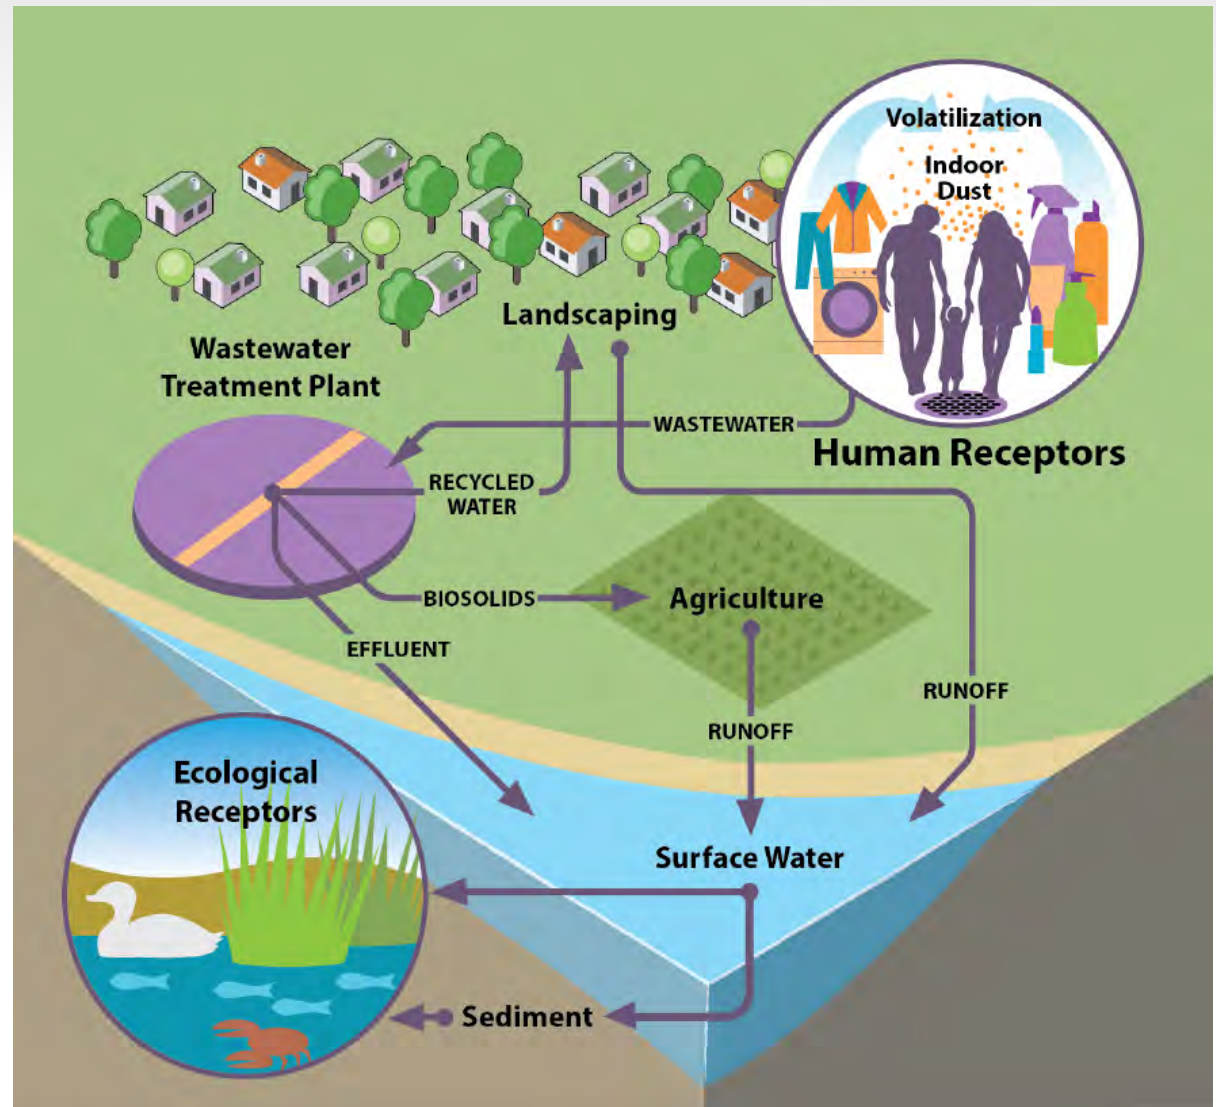 Volatilization
Indoor
Dust
Landscaping
Wastewater
Treatment Plant
WASTEWATER
Human Receptors
RECYCLED
WATER
BIOSOLIDS
Agriculture
EFFLUENT
RUNOFF
RUNOFF
Ecological
Receptors
Surface Water
Sediment